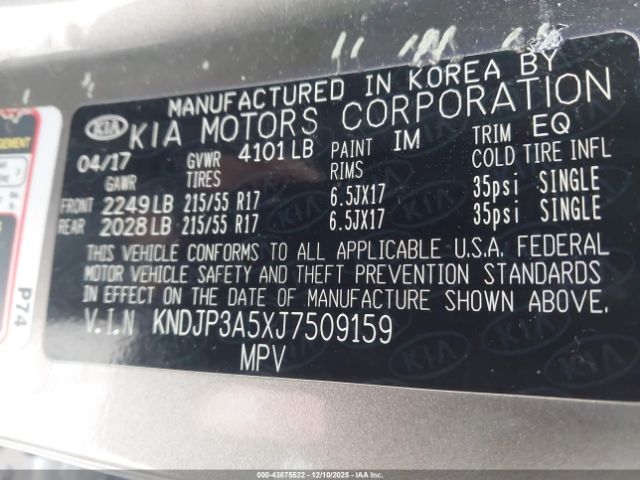 MANUFACTURED IN KOREA BY
KIA KIA MOTORS CORPORATION
04/17 GVWR 4101 LB PAINT IM TRIM EQ
GAWR TIRES RIMS COLD TIRE INFL
FRONT 2249 LB 215/55 R17 6.5JX17 35psi SINGLE
REAR 2028 LB 215/55 R17 6.5JX17 35psi SINGLE
THIS VEHICLE CONFORMS TO ALL APPLICABLE U.S.A. FEDERAL
MOTOR VEHICLE SAFETY AND THEFT PREVENTION STANDARDS
IN EFFECT ON THE DATE OF MANUFACTURE SHOWN ABOVE.
V.I.N KNDJP3A5XJ7509159
MPV
P74
000-43875522 - 12/10/2025 - IAAI.COM